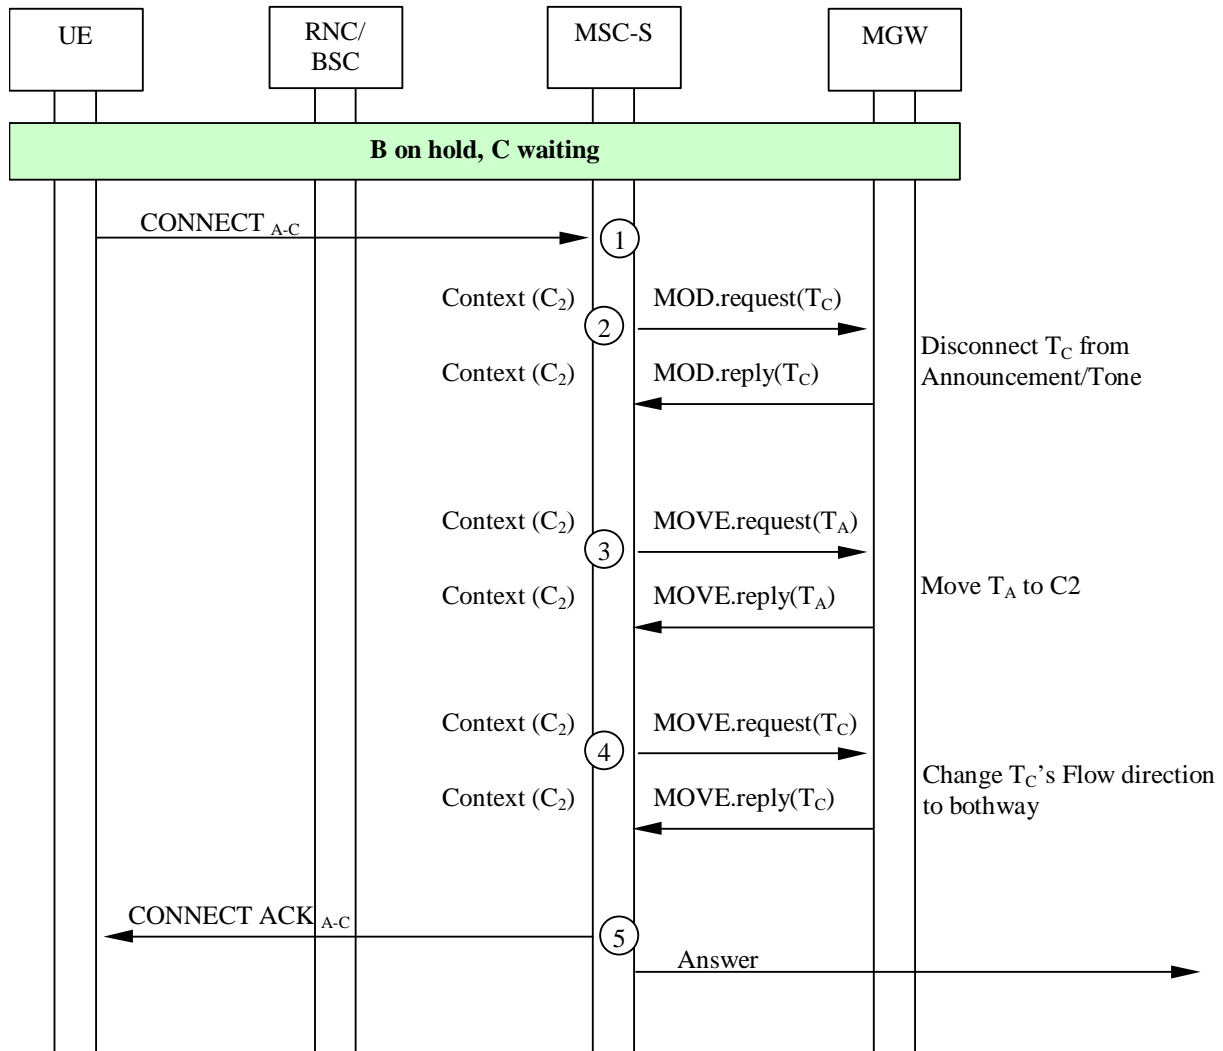 UE
RNC/
BSC
MSC-S
MGW
B on hold, C waiting
CONNECT A-C
1
Context (C2)
2
MOD.request(TC)
Context (C2)
MOD.reply(TC)
Disconnect TC from
Announcement/Tone
Context (C2)
3
MOVE.request(TA)
Context (C2)
MOVE.reply(TA)
Move TA to C2
Context (C2)
4
MOVE.request(TC)
Context (C2)
MOVE.reply(TC)
Change TC’s Flow direction
to bothway
CONNECT ACK A-C
5
Answer